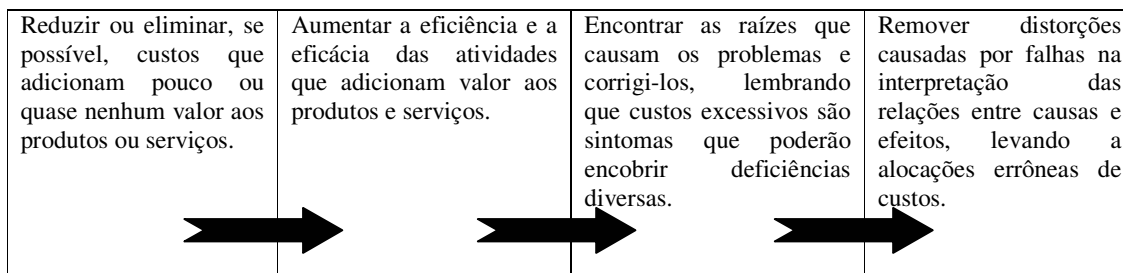 Reduzir ou eliminar, se
possível, custos que
adicionam pouco ou
quase nenhum valor aos
produtos ou serviços.
Aumentar a eficiência e a
eficácia das atividades
que adicionam valor aos
produtos e serviços.
Encontrar as raízes que
causam os problemas e
corrigi-los, lembrando
que custos excessivos são
sintomas que poderão
encobrir deficiências
diversas.
Remover distorções
causadas por falhas na
interpretação das
relações entre causas e
efeitos, levando a
alocações errôneas de
custos.